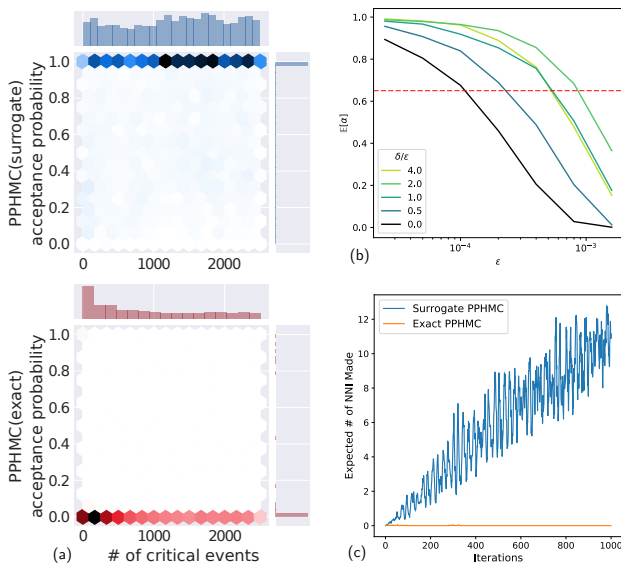 PPHMC(surrogate)
acceptance probability
1.0
0.8
0.6
0.4
0.2
0.0
0
1000
2000
PPHMC(exact)
acceptance probability
1.0
0.8
0.6
0.4
0.2
0.0
0
1000
2000
(a)
# of critical events
𝔼[α]
1.0
0.8
0.6
0.4
0.2
0.0
δ/ε
4.0
2.0
1.0
0.5
0.0
10⁻⁴
10⁻³
(b)
ε
Expected # of NNI Made
12
10
8
6
4
2
0
Surrogate PPHMC
Exact PPHMC
0
200
400
600
800
1000
(c)
Iterations